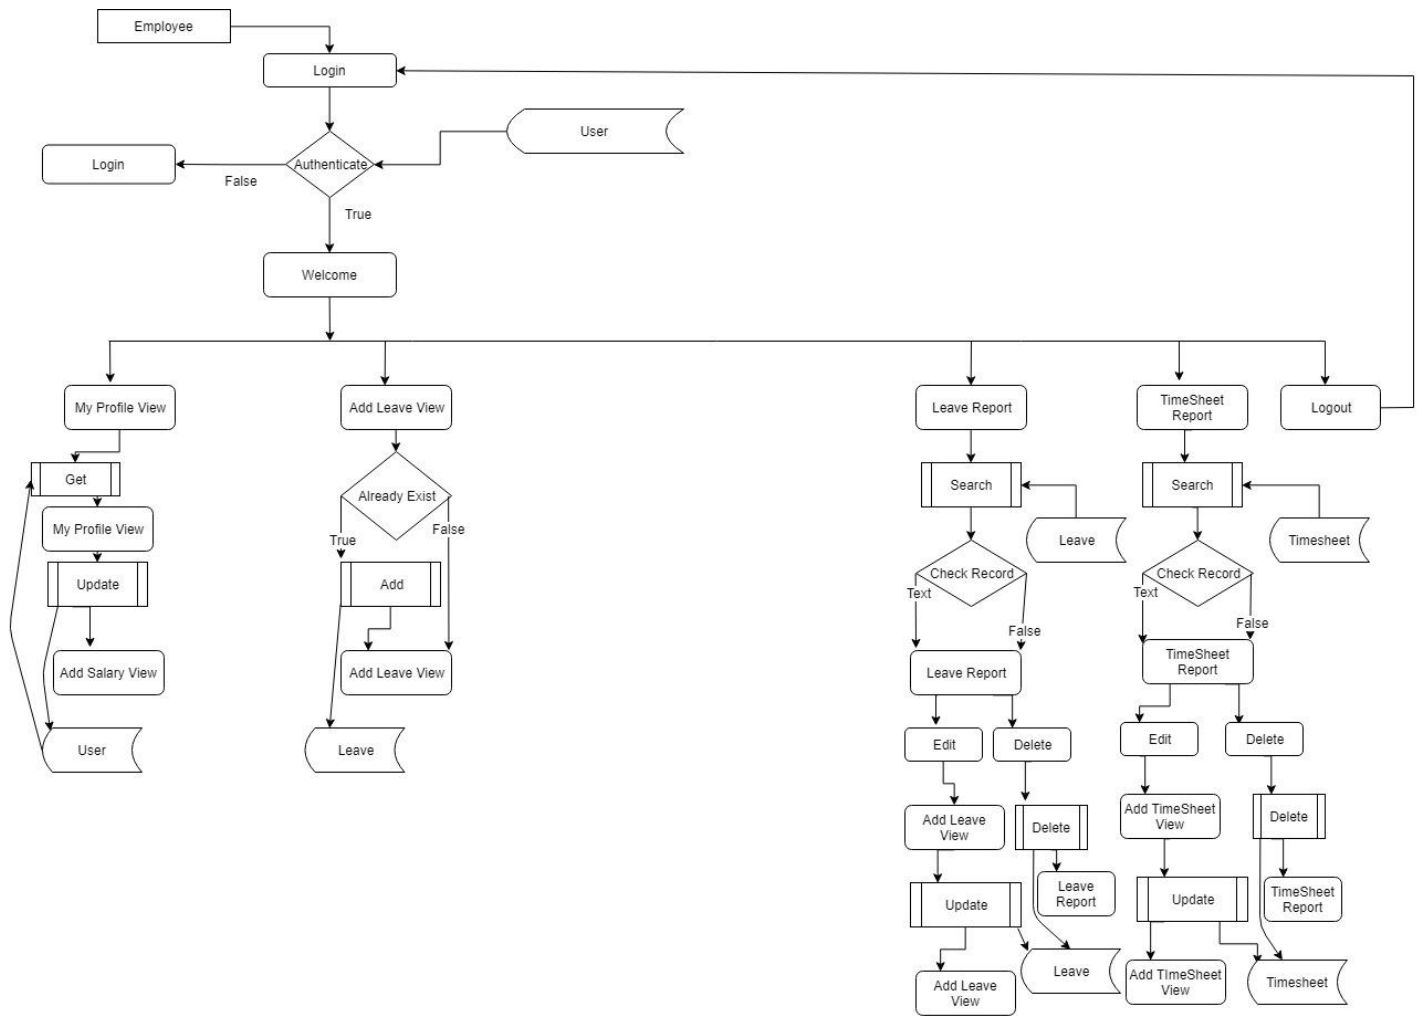 Employee
Login
User
Login
Authenticate
False
True
Welcome
My Profile View
Add Leave View
Leave Report
TimeSheet
Report
Logout
Get
Already Exist
Search
Search
My Profile View
False
True
Leave
Timesheet
Update
Add
Check Record
Check Record
Text
Text
False
False
Add Salary View
Add Leave View
Leave Report
TimeSheet
Report
User
Leave
Edit
Delete
Edit
Delete
Add Leave
View
Delete
Add TimeSheet
View
Delete
Update
Leave
Report
Update
TimeSheet
Report
Add Leave
View
Leave
Add TImeSheet
View
Timesheet